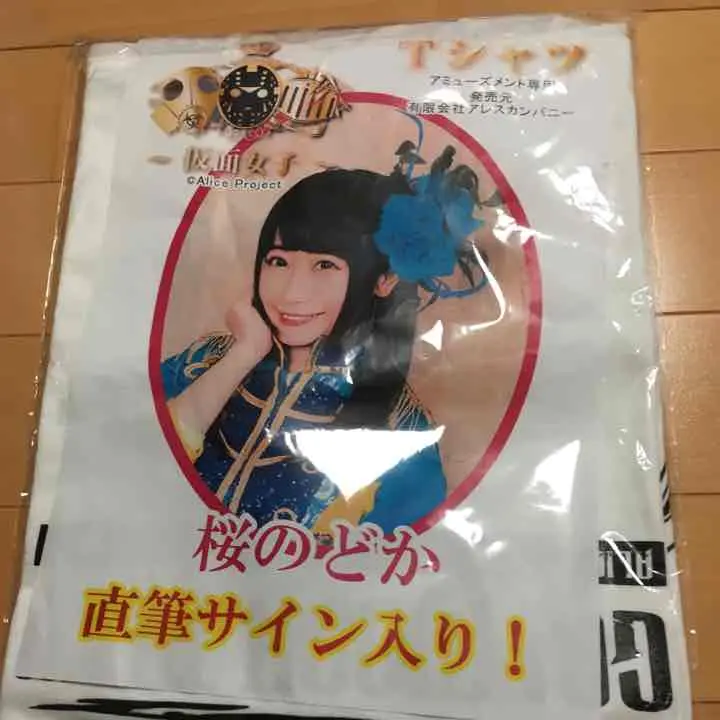 Tシャツ
アミューズメント専用
発売元
有限会社アレスカンパニー
－仮面女子－
©Alice Project
桜のどか
直筆サイン入り！